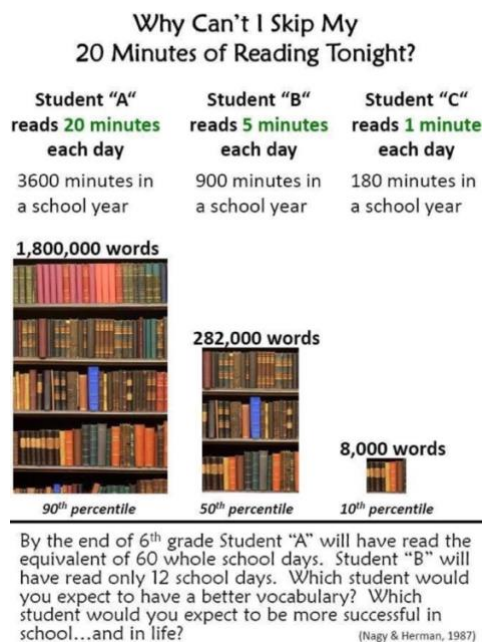 Why Can't I Skip My
20 Minutes of Reading Tonight?
Student “A“
reads 20 minutes
each day
3600 minutes in
a school year
1,800,000 words
90th percentile
Student “B“
reads 5 minutes
each day
900 minutes in
a school year
282,000 words
50th percentile
Student “C“
reads 1 minute
each day
180 minutes in
a school year
8,000 words
10th percentile
By the end of 6th grade Student “A” will have read the
equivalent of 60 whole school days. Student “B” will
have read only 12 school days. Which student would
you expect to have a better vocabulary? Which
student would you expect to be more successful in
school...and in life?
(Nagy & Herman, 1987)